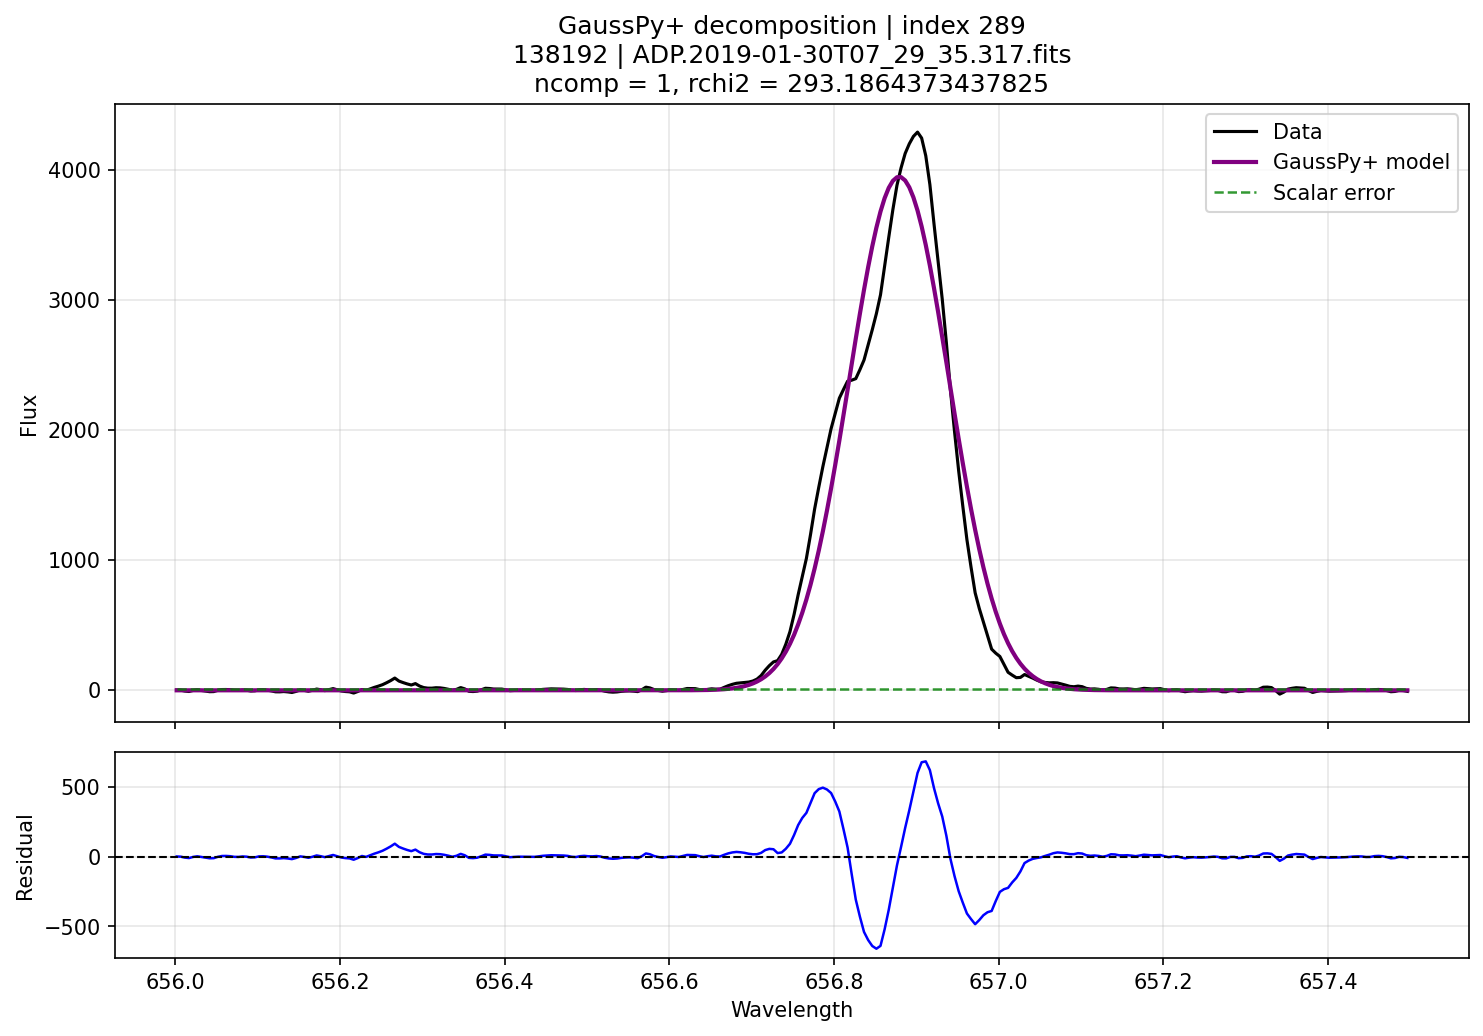 GaussPy+ decomposition | index 289
138192 | ADP.2019-01-30T07_29_35.317.fits
ncomp = 1, rchi2 = 293.1864373437825
Data
GaussPy+ model
Scalar error
4000
3000
2000
1000
0
Flux
500
0
−500
Residual
656.0 656.2 656.4 656.6 656.8 657.0 657.2 657.4
Wavelength